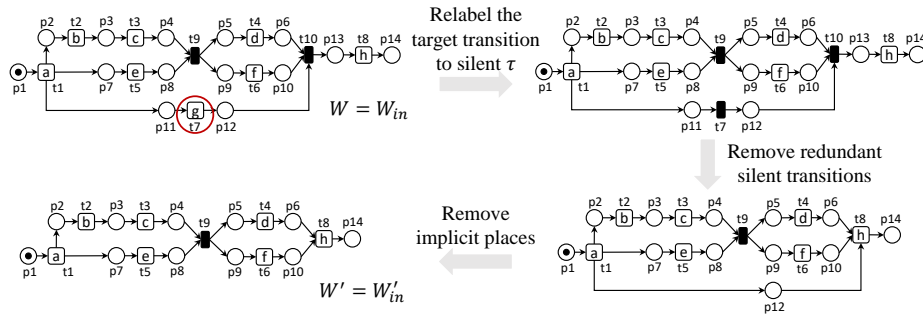 p2 t2 p3 t3 p4 p5 t4 p6
b c t9 d t10 p13 t8 p14
h
a e f
p1 t1 p7 t5 p8 p9 t6 p10
g
p11 t7 p12
W = W_in
Relabel the
target transition
to silent τ
p2 t2 p3 t3 p4 p5 t4 p6
b c t9 d t10 p13 t8 p14
h
a e f
p1 t1 p7 t5 p8 p9 t6 p10
p11 t7 p12
Remove redundant
silent transitions
p2 t2 p3 t3 p4 p5 t4 p6
b c t9 d t8 p14
h
a e f
p1 t1 p7 t5 p8 p9 t6 p10
p12
Remove
implicit places
p2 t2 p3 t3 p4 p5 t4 p6
b c t9 d t8 p14
h
a e f
p1 t1 p7 t5 p8 p9 t6 p10
W' = W'_in